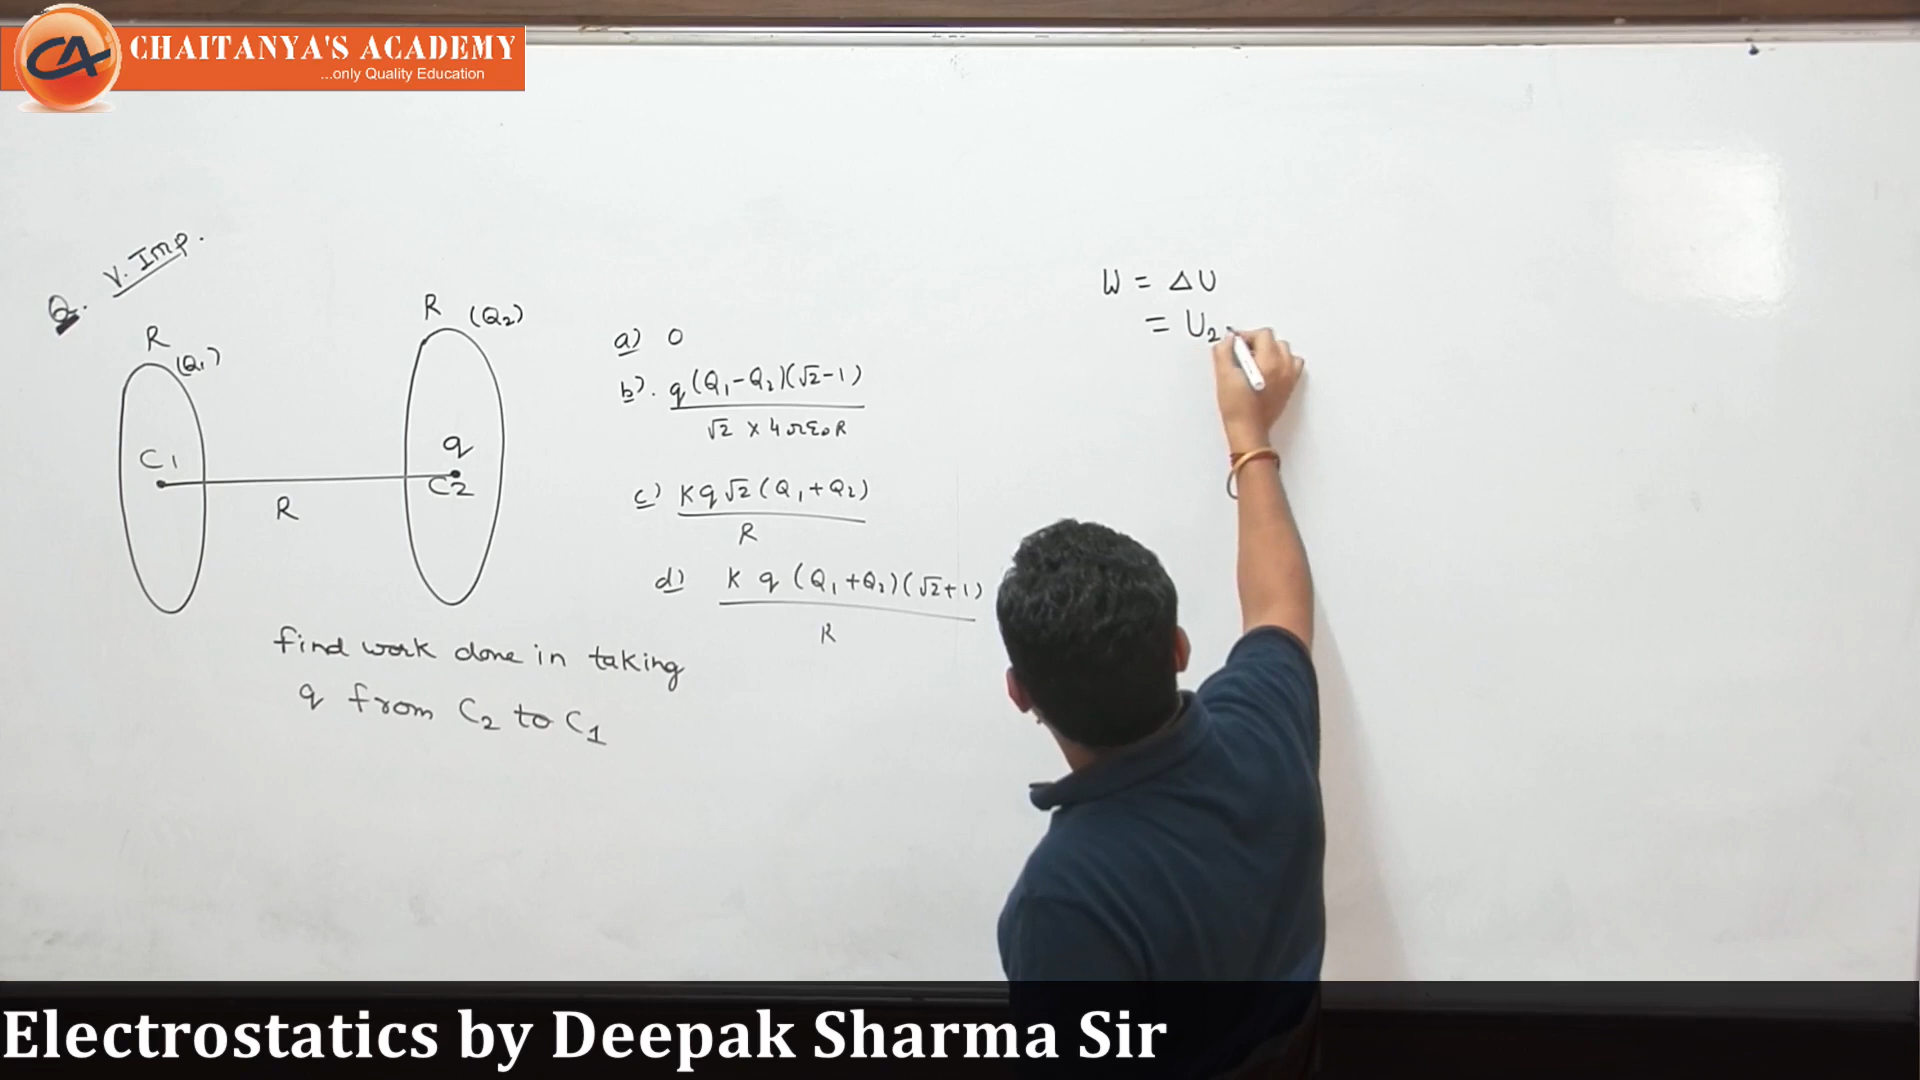 CHAITANYA'S ACADEMY
...only Quality Education
Q. V. Imp.
R (Q₁)
R (Q₂)
C₁
q
C2
R
find work done in taking
q from C₂ to C₁
a) 0
b). q(Q₁-Q₂)(√2-1)
√2 × 4πε₀R
c) Kq√2(Q₁+Q₂)
R
d) K q (Q₁+Q₂)(√2+1)
R
W = ΔU
= U₂
Electrostatics by Deepak Sharma Sir